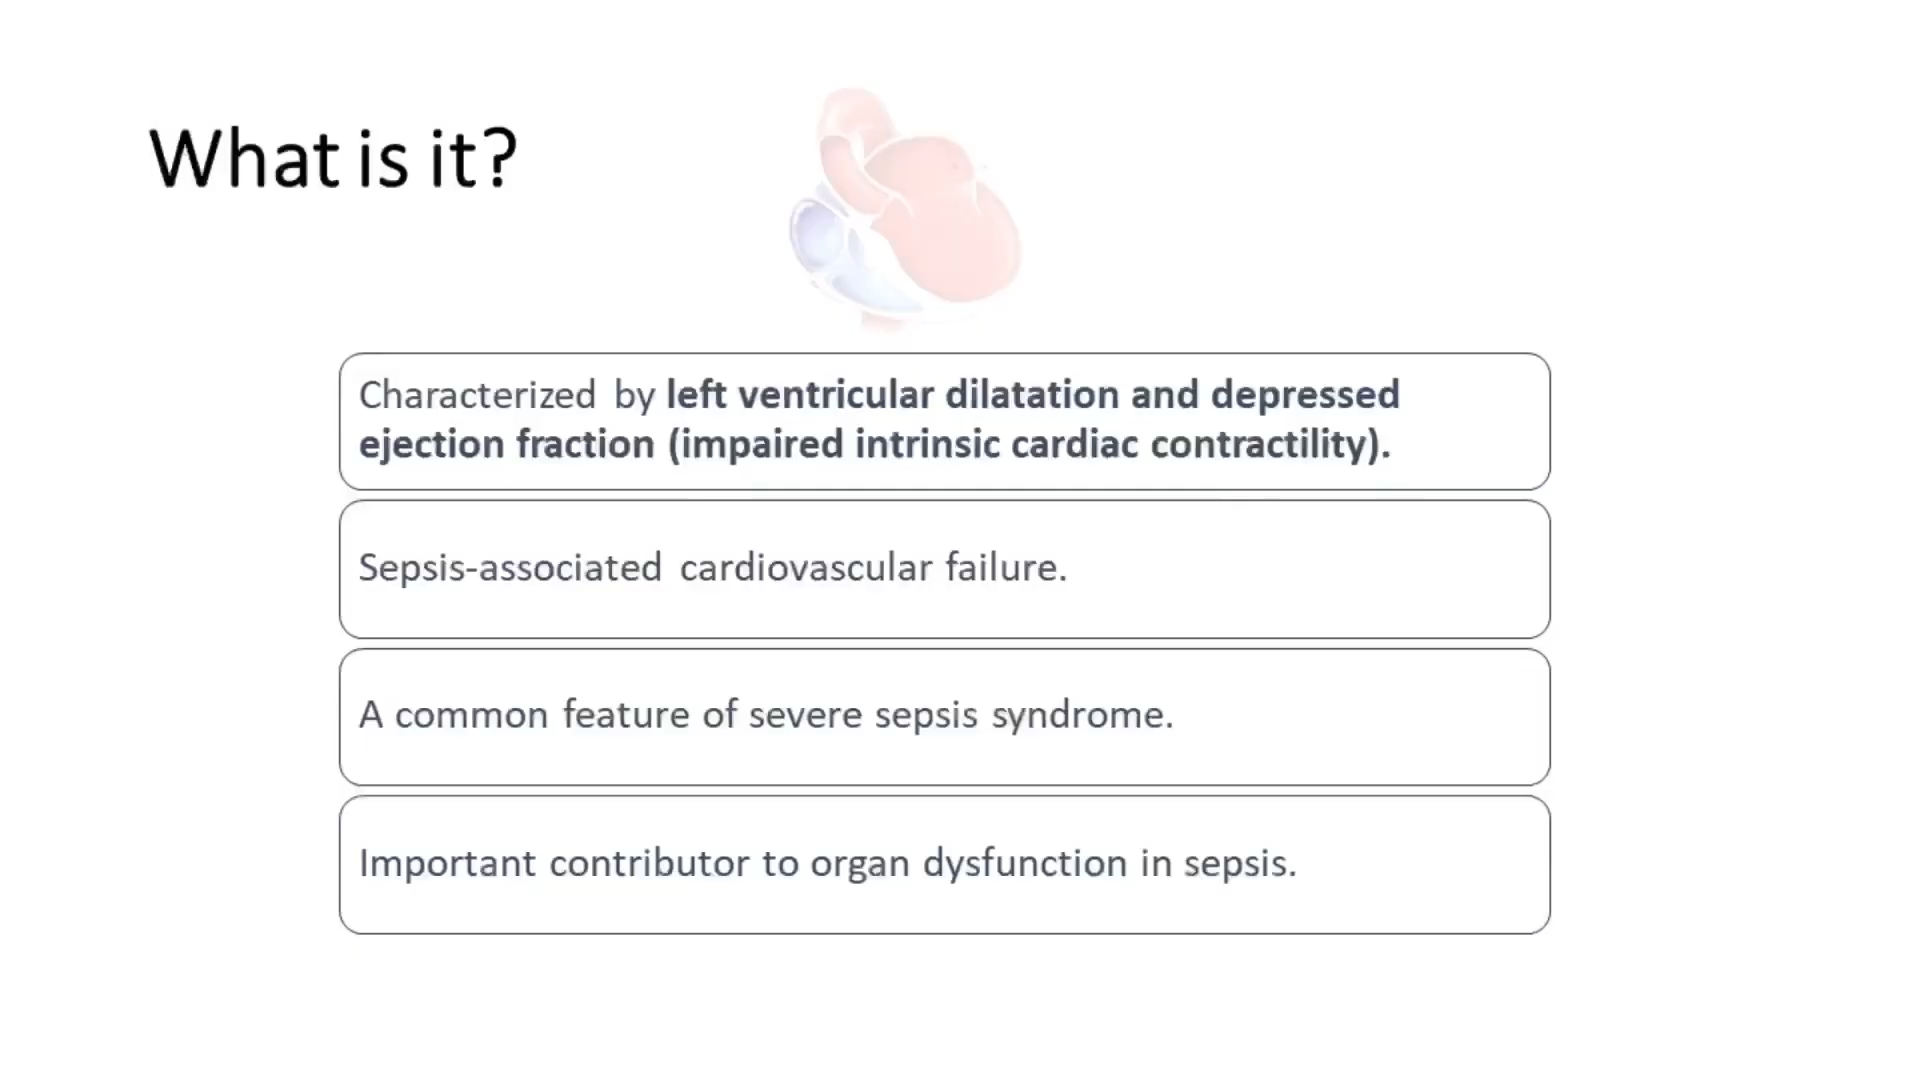 What is it?
Characterized by left ventricular dilatation and depressed
ejection fraction (impaired intrinsic cardiac contractility).
Sepsis-associated cardiovascular failure.
A common feature of severe sepsis syndrome.
Important contributor to organ dysfunction in sepsis.